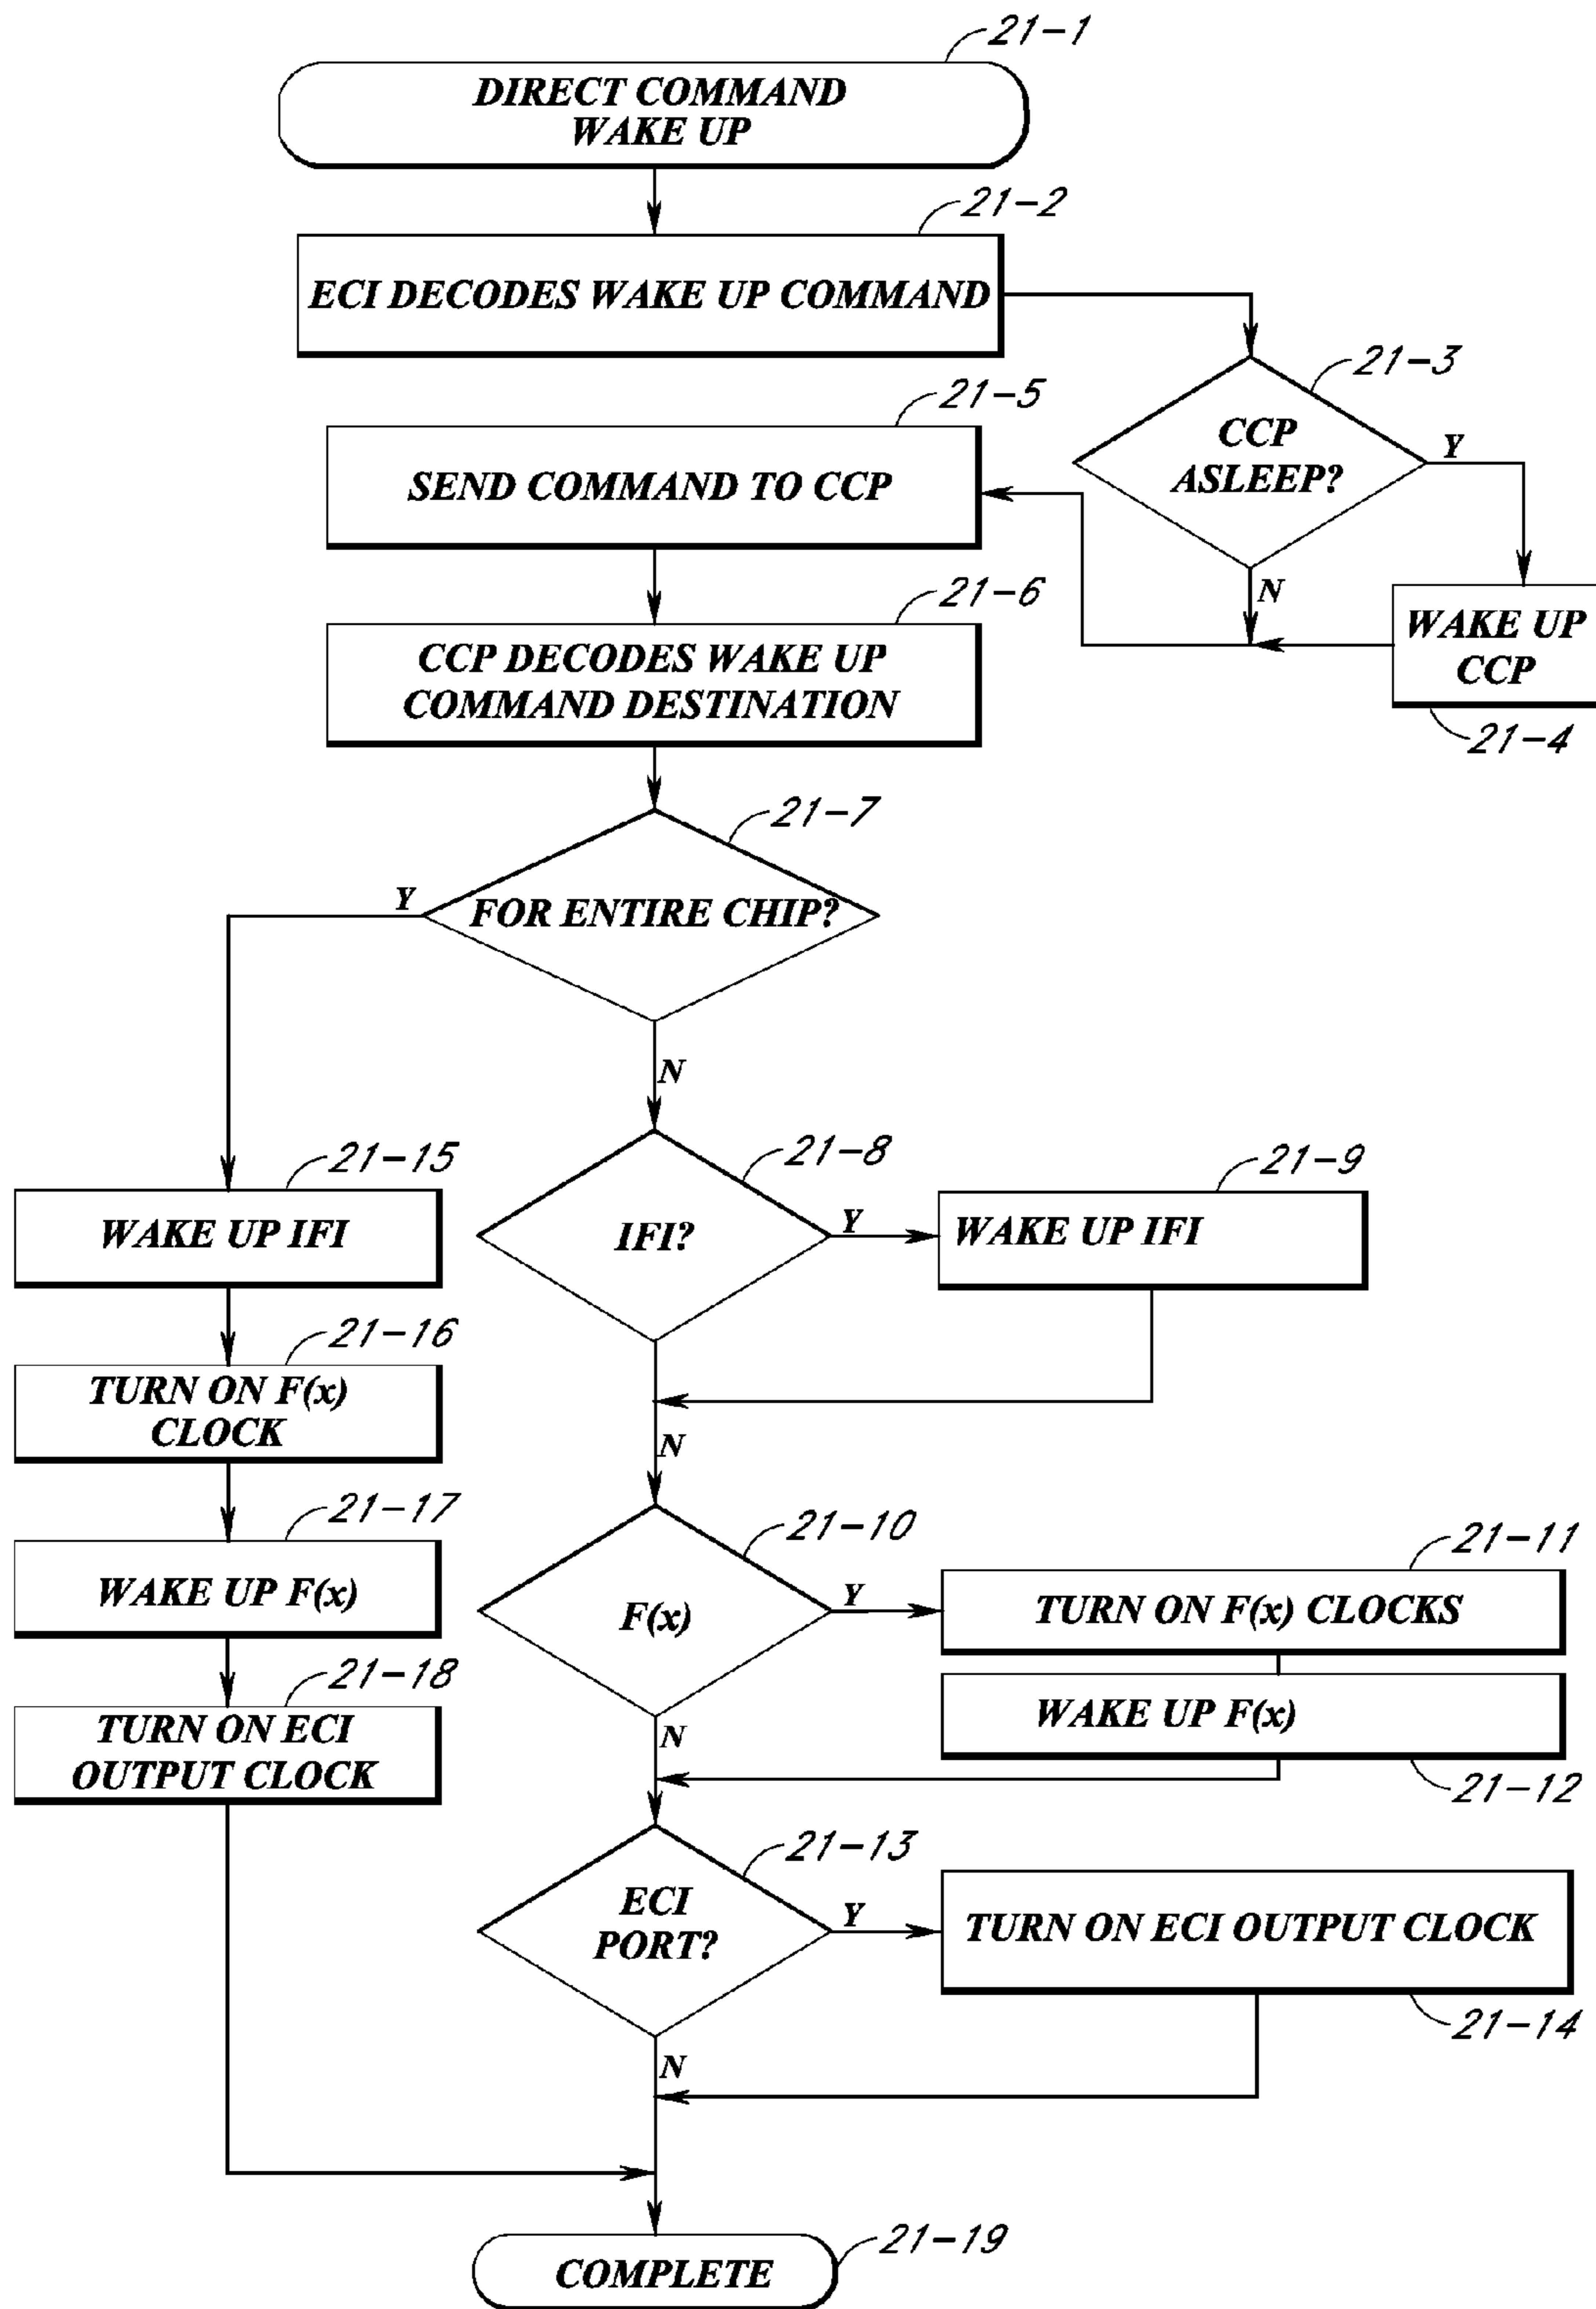 21-1
DIRECT COMMAND
WAKE UP
21-2
ECI DECODES WAKE UP COMMAND
21-3
CCP
ASLEEP?
Y
N
WAKE UP
CCP
21-4
21-5
SEND COMMAND TO CCP
21-6
CCP DECODES WAKE UP
COMMAND DESTINATION
21-7
FOR ENTIRE CHIP?
Y
N
21-15
WAKE UP IFI
21-16
TURN ON F(x)
CLOCK
21-17
WAKE UP F(x)
21-18
TURN ON ECI
OUTPUT CLOCK
21-8
IFI?
Y
21-9
WAKE UP IFI
N
21-10
F(x)
Y
21-11
TURN ON F(x) CLOCKS
WAKE UP F(x)
21-12
N
21-13
ECI
PORT?
Y
TURN ON ECI OUTPUT CLOCK
21-14
N
21-19
COMPLETE